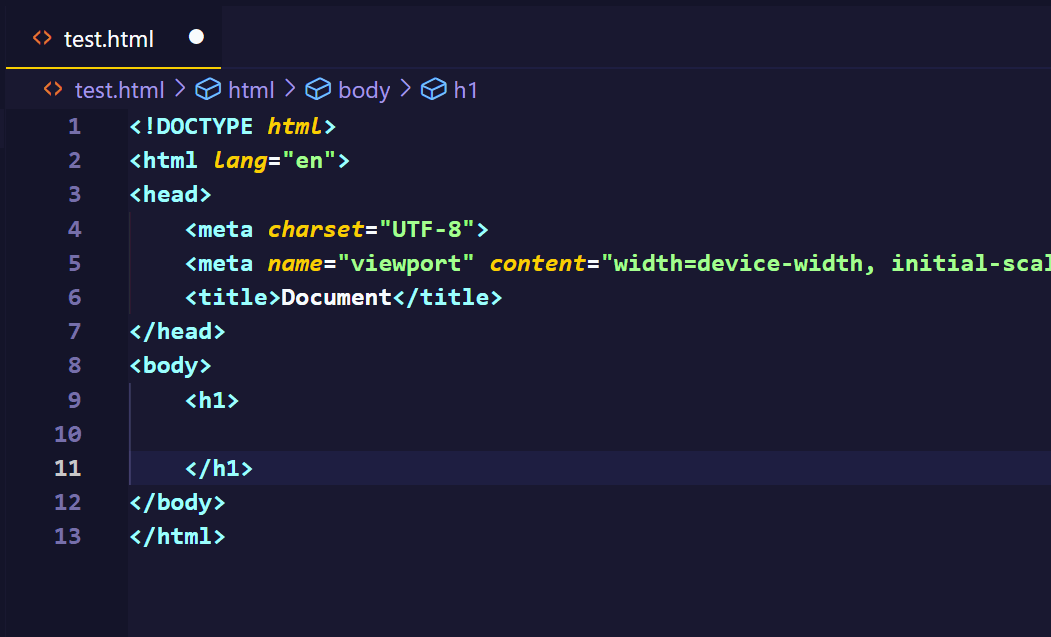 test.html
test.html > html > body > h1
1 <!DOCTYPE html>
2 <html lang="en">
3 <head>
4     <meta charset="UTF-8">
5     <meta name="viewport" content="width=device-width, initial-scal
6     <title>Document</title>
7 </head>
8 <body>
9     <h1>
10
11     </h1>
12 </body>
13 </html>